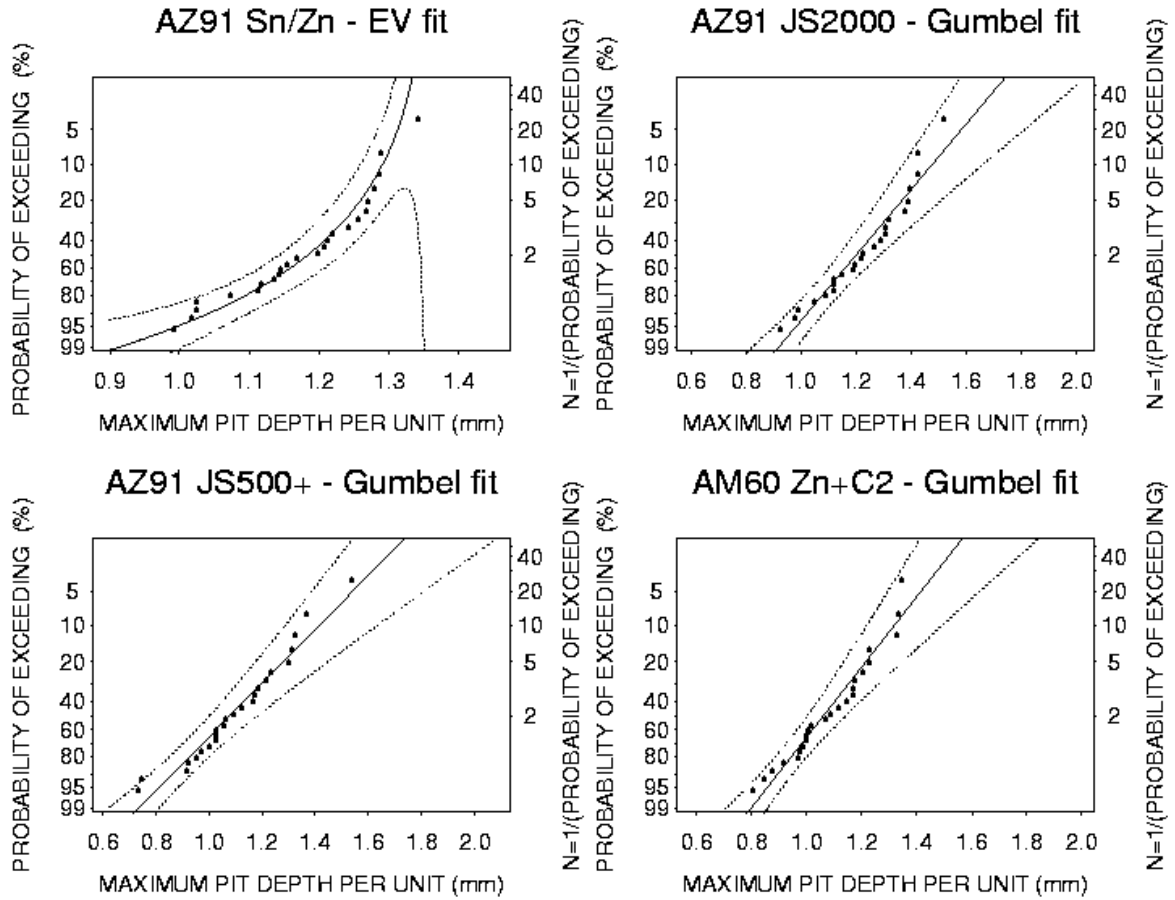 AZ91 Sn/Zn - EV fit
PROBABILITY OF EXCEEDING (%)
5
10
20
40
60
80
95
99
40
20
10
5
2
N=1/(PROBABILITY OF EXCEEDING)
0.9 1.0 1.1 1.2 1.3 1.4
MAXIMUM PIT DEPTH PER UNIT (mm)
AZ91 JS2000 - Gumbel fit
PROBABILITY OF EXCEEDING (%)
5
10
20
40
60
80
95
99
40
20
10
5
2
N=1/(PROBABILITY OF EXCEEDING)
0.6 0.8 1.0 1.2 1.4 1.6 1.8 2.0
MAXIMUM PIT DEPTH PER UNIT (mm)
AZ91 JS500+ - Gumbel fit
PROBABILITY OF EXCEEDING (%)
5
10
20
40
60
80
95
99
40
20
10
5
2
N=1/(PROBABILITY OF EXCEEDING)
0.6 0.8 1.0 1.2 1.4 1.6 1.8 2.0
MAXIMUM PIT DEPTH PER UNIT (mm)
AM60 Zn+C2 - Gumbel fit
PROBABILITY OF EXCEEDING (%)
5
10
20
40
60
80
95
99
40
20
10
5
2
N=1/(PROBABILITY OF EXCEEDING)
0.6 0.8 1.0 1.2 1.4 1.6 1.8 2.0
MAXIMUM PIT DEPTH PER UNIT (mm)